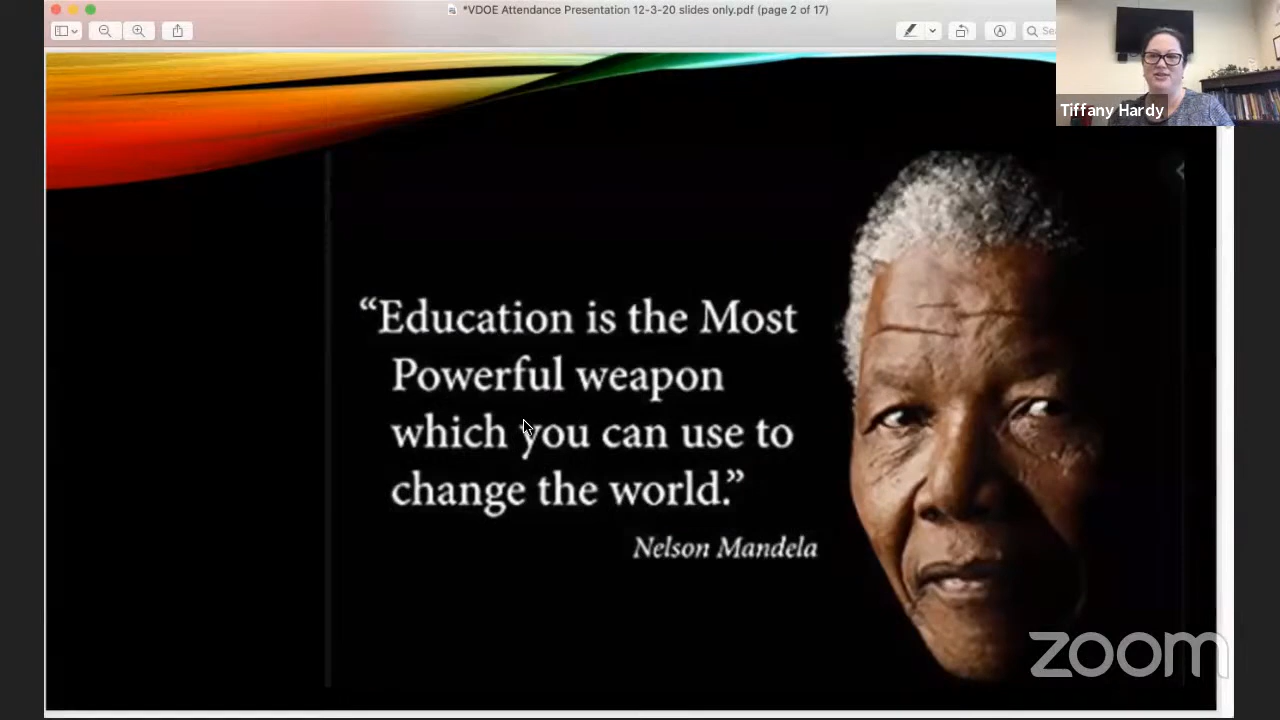 *VDOE Attendance Presentation 12-3-20 slides only.pdf (page 2 of 17)
Tiffany Hardy
“Education is the Most
Powerful weapon
which you can use to
change the world.”
Nelson Mandela
zoom